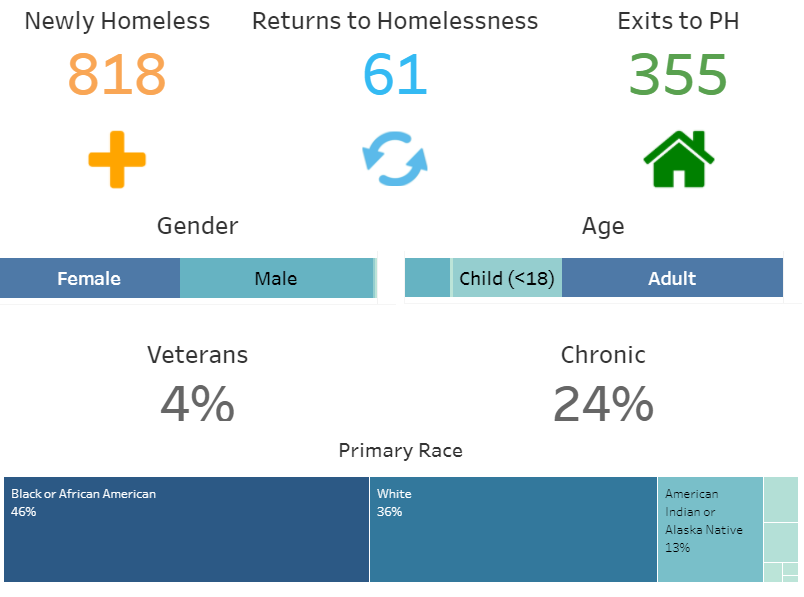 Newly Homeless
Returns to Homelessness
Exits to PH
818
61
355
Gender
Age
Female
Male
Child (<18)
Adult
Veterans
Chronic
4%
24%
Primary Race
Black or African American
46%
White
36%
American
Indian or
Alaska Native
13%